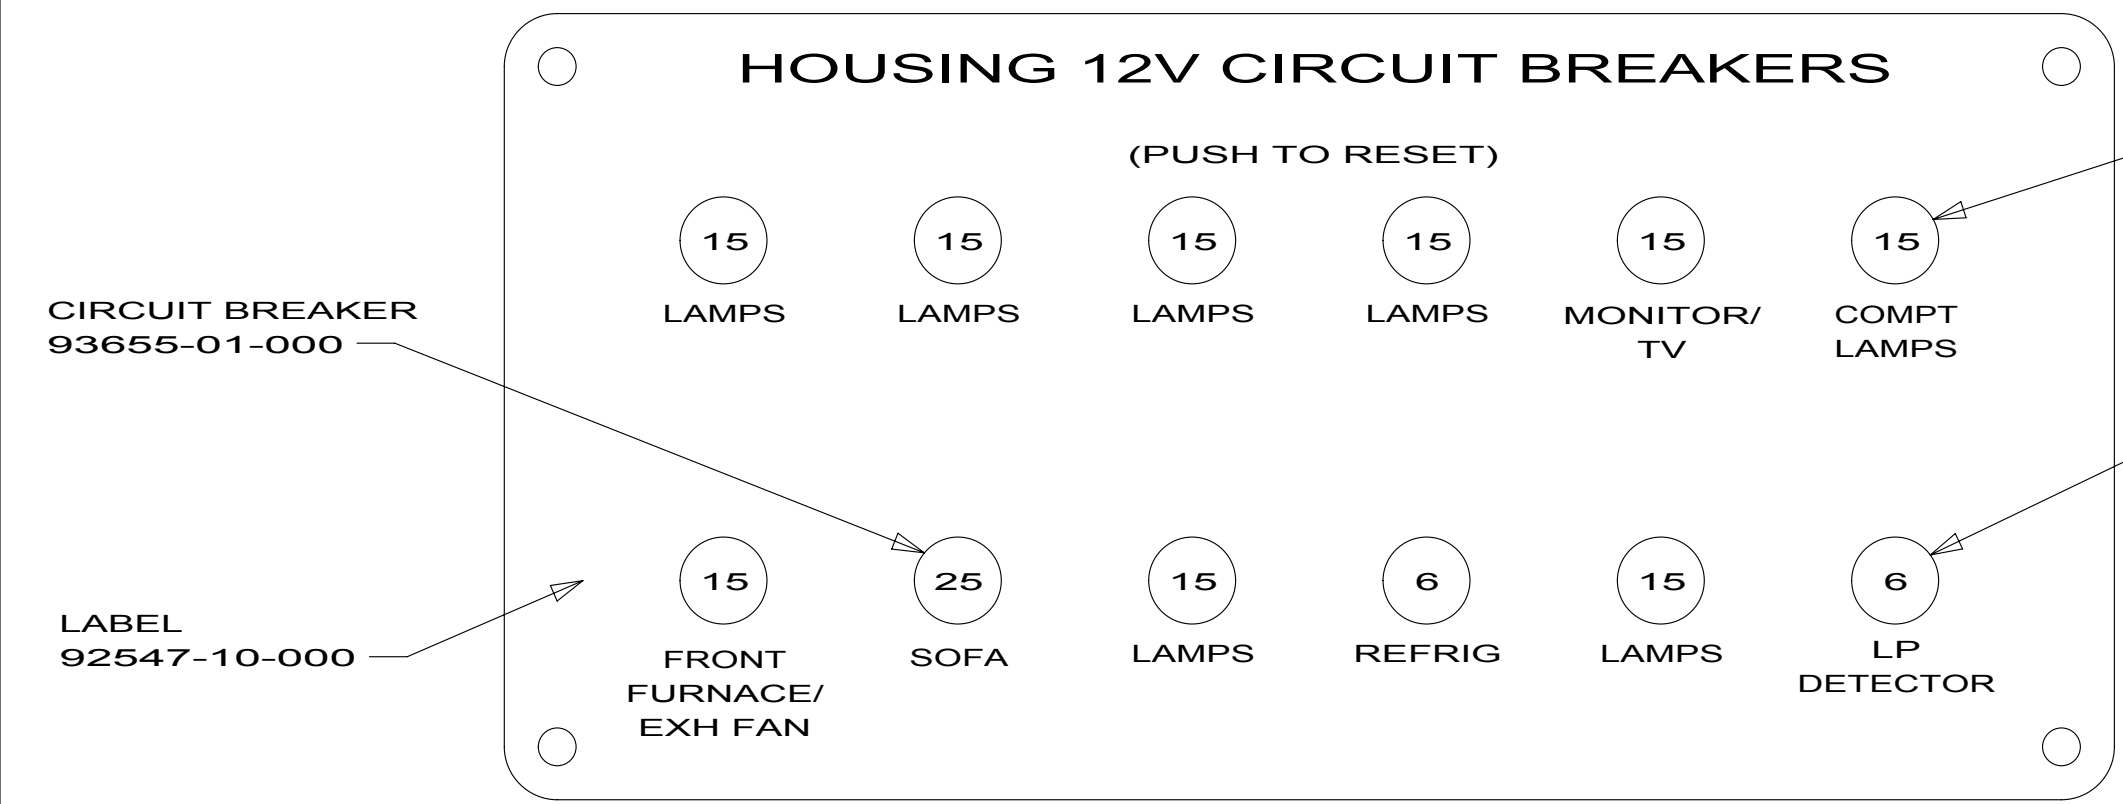 HOUSING 12V CIRCUIT BREAKERS
(PUSH TO RESET)
15 15 15 15 15 15
LAMPS LAMPS LAMPS LAMPS MONITOR/ COMPT
TV LAMPS
CIRCUIT BREAKER
93655-01-000
15 25 15 6 15 6
FRONT SOFA LAMPS REFRIG LAMPS LP
FURNACE/ DETECTOR
EXH FAN
LABEL
92547-10-000